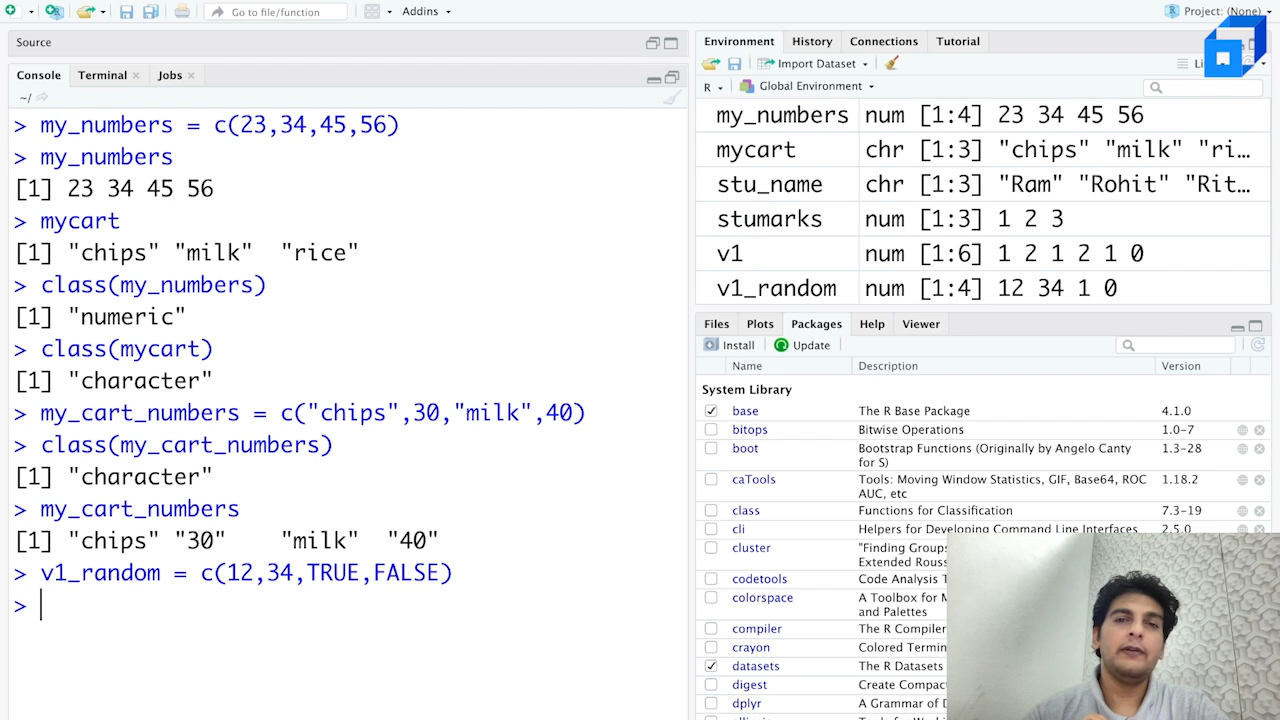 Go to file/function
Addins
Project: (None)
Source
Console
Terminal
Jobs
~/
> my_numbers = c(23,34,45,56)
> my_numbers
[1] 23 34 45 56
> mycart
[1] "chips" "milk"  "rice"
> class(my_numbers)
[1] "numeric"
> class(mycart)
[1] "character"
> my_cart_numbers = c("chips",30,"milk",40)
> class(my_cart_numbers)
[1] "character"
> my_cart_numbers
[1] "chips" "30"    "milk"  "40"
> v1_random = c(12,34,TRUE,FALSE)
>
Environment History Connections Tutorial
Import Dataset
R Global Environment
my_numbers num [1:4] 23 34 45 56
mycart chr [1:3] "chips" "milk" "ri…
stu_name chr [1:3] "Ram" "Rohit" "Rit…
stumarks num [1:3] 1 2 3
v1 num [1:6] 1 2 1 2 1 0
v1_random num [1:4] 12 34 1 0
Files Plots Packages Help Viewer
Install Update
Name Description Version
System Library
base The R Base Package 4.1.0
bitops Bitwise Operations 1.0-7
boot Bootstrap Functions (Originally by Angelo Canty 1.3-28
for S)
caTools Tools: Moving Window Statistics, GIF, Base64, ROC 1.18.2
AUC, etc
class Functions for Classification 7.3-19
cli Helpers for Developing Command Line Interfaces 2.5.0
cluster "Finding Groups
Extended Rouss
codetools Code Analysis T
colorspace A Toolbox for M
and Palettes
compiler The R Compiler
crayon Colored Termin
datasets The R Datasets
digest Create Compac
dplyr A Grammar of D